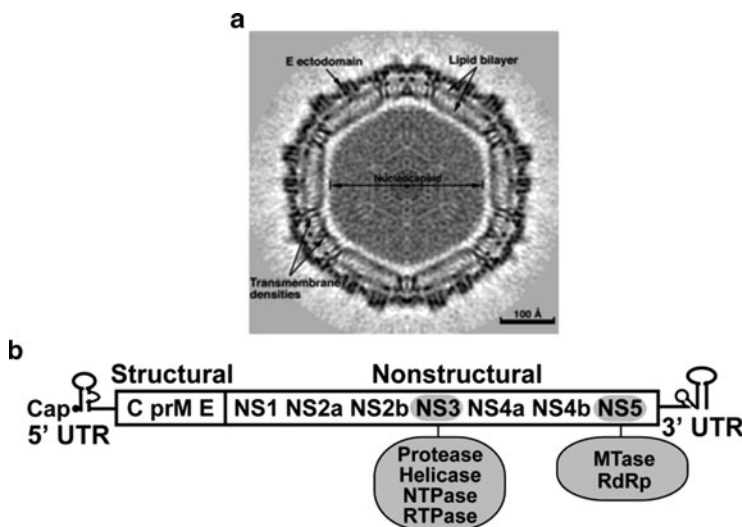 a
E ectodomain
Lipid bilayer
Nucleocapsid
Transmembrane
densities
100 Å
b
Structural
Nonstructural
Cap
C prM E
NS1 NS2a NS2b NS3 NS4a NS4b NS5
5' UTR
3' UTR
Protease
Helicase
NTPase
RTPase
MTase
RdRp